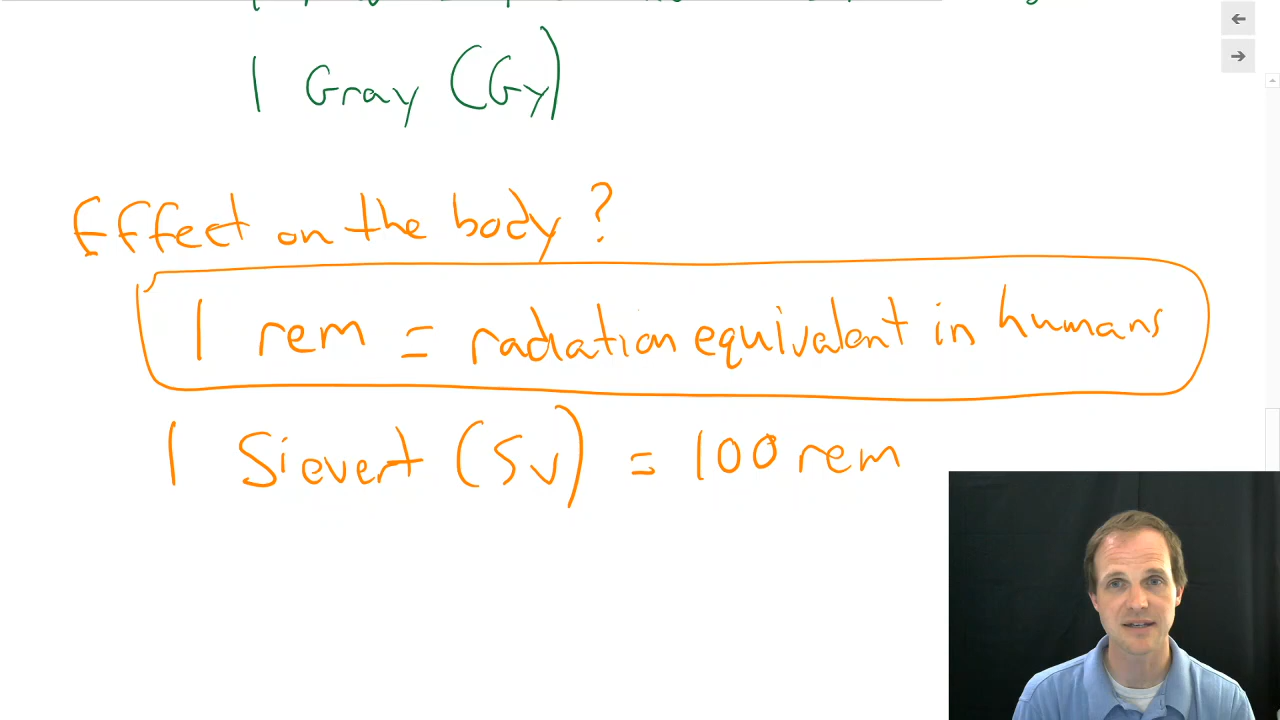 1 Gray (Gy)
Effect on the body?
1 rem = radiation equivalent in humans
1 Sievert (Sv) = 100 rem